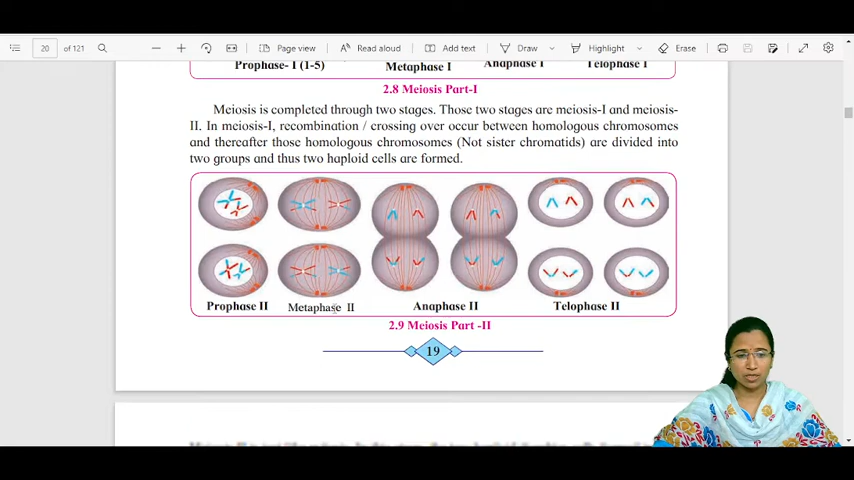 20 of 121
Page view
Read aloud
Add text
Draw
Highlight
Erase
Prophase- I (1-5)
Metaphase I
Anaphase I
Telophase I
2.8 Meiosis Part-I
Meiosis is completed through two stages. Those two stages are meiosis-I and meiosis-
II. In meiosis-I, recombination / crossing over occur between homologous chromosomes
and thereafter those homologous chromosomes (Not sister chromatids) are divided into
two groups and thus two haploid cells are formed.
Prophase II
Metaphase II
Anaphase II
Telophase II
2.9 Meiosis Part -II
19